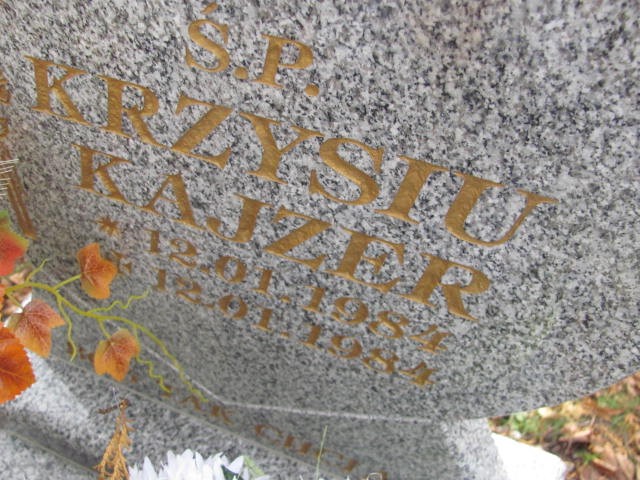 Ś.P.
KRZYSIU
KAJZER
* 12.01.1984
12.01.1984